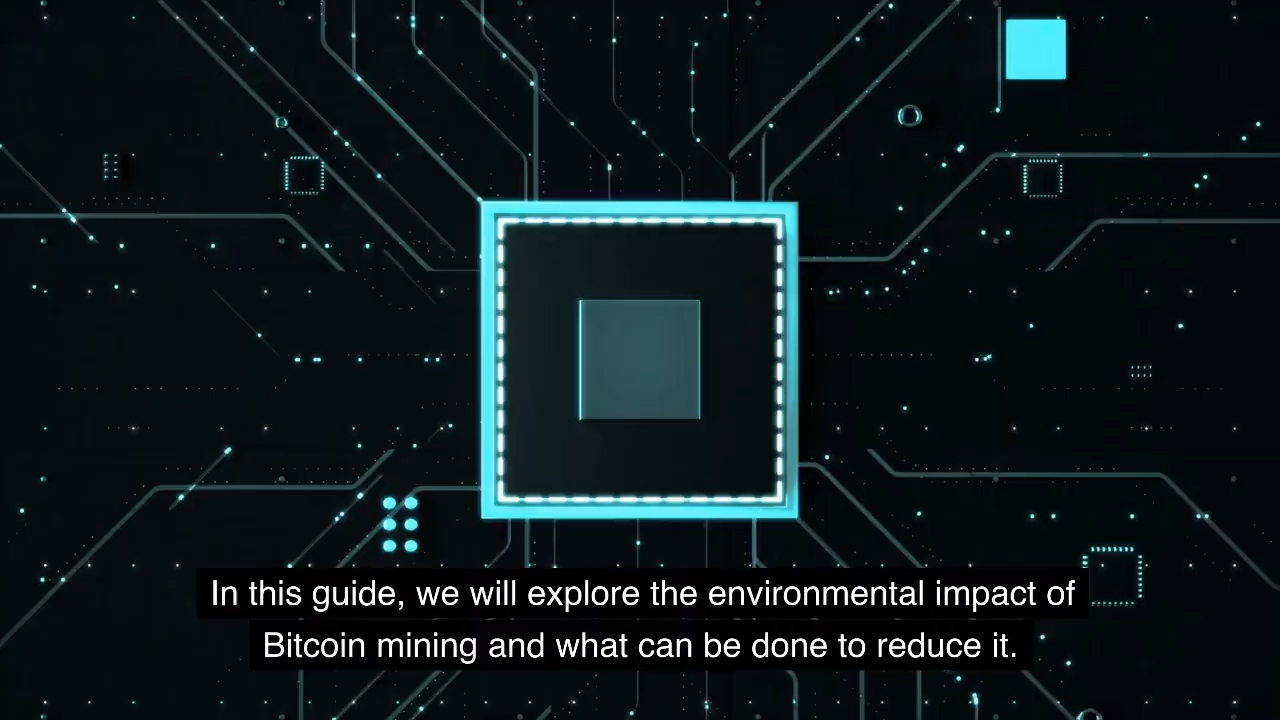 In this guide, we will explore the environmental impact of
Bitcoin mining and what can be done to reduce it.